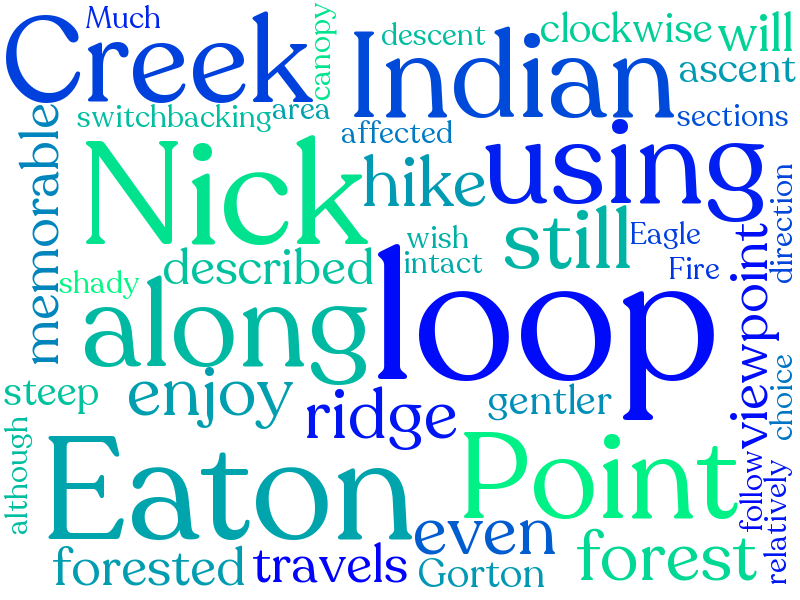 Much
Creek
canopy
Indian
descent
clockwise
will
ascent
switchbacking
area
affected
sections
memorable
Nick
hike
using
still
Eagle
wish
intact
Fire
direction
described
shady
along
loop
viewpoint
steep
enjoy
ridge
gentler
choice
although
Eaton
Point
follow
relatively
even
forest
forested
travels
Gorton